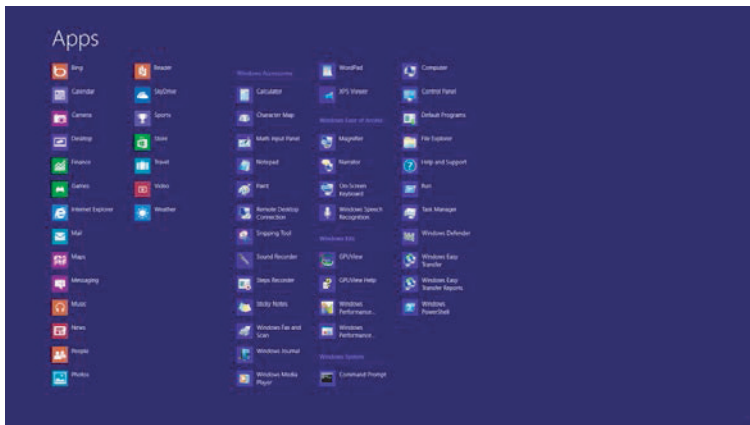 Apps
Bing
Calendar
Camera
Desktop
Finance
Games
Internet Explorer
Mail
Maps
Messaging
Music
News
People
Photos
Reader
SkyDrive
Sports
Store
Travel
Video
Weather
Windows Accessories
Calculator
Character Map
Math Input Panel
Notepad
Paint
Remote Desktop
Connection
Snipping Tool
Sound Recorder
Steps Recorder
Sticky Notes
Windows Fax and
Scan
Windows Journal
Windows Media
Player
WordPad
XPS Viewer
Windows Ease of Access
Magnifier
Narrator
On-Screen
Keyboard
Windows Speech
Recognition
Windows Kits
GPUView
GPUView Help
Windows
Performance...
Windows
Performance...
Windows System
Command Prompt
Computer
Control Panel
Default Programs
File Explorer
Help and Support
Run
Task Manager
Windows Defender
Windows Easy
Transfer
Windows Easy
Transfer Reports
Windows
PowerShell